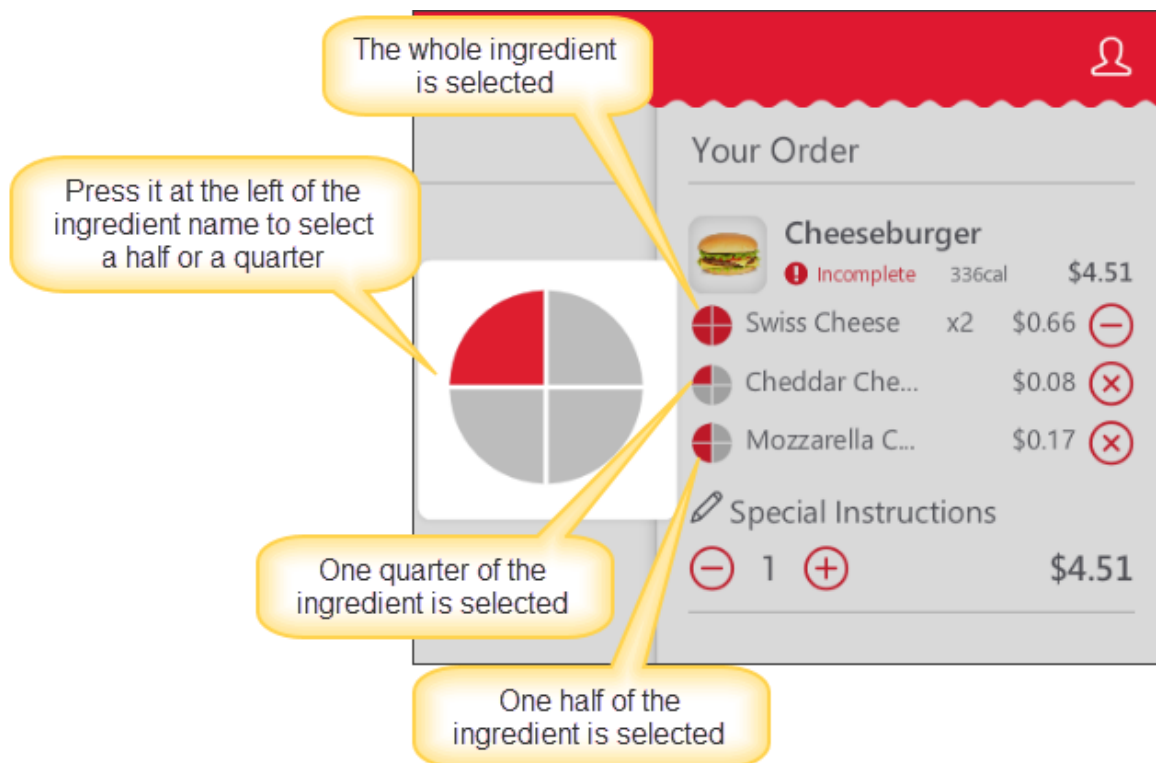 The whole ingredient
is selected
Press it at the left of the
ingredient name to select
a half or a quarter
Your Order
Cheeseburger
Incomplete 336cal $4.51
Swiss Cheese x2 $0.66
Cheddar Che... $0.08
Mozzarella C... $0.17
Special Instructions
1 $4.51
One quarter of the
ingredient is selected
One half of the
ingredient is selected